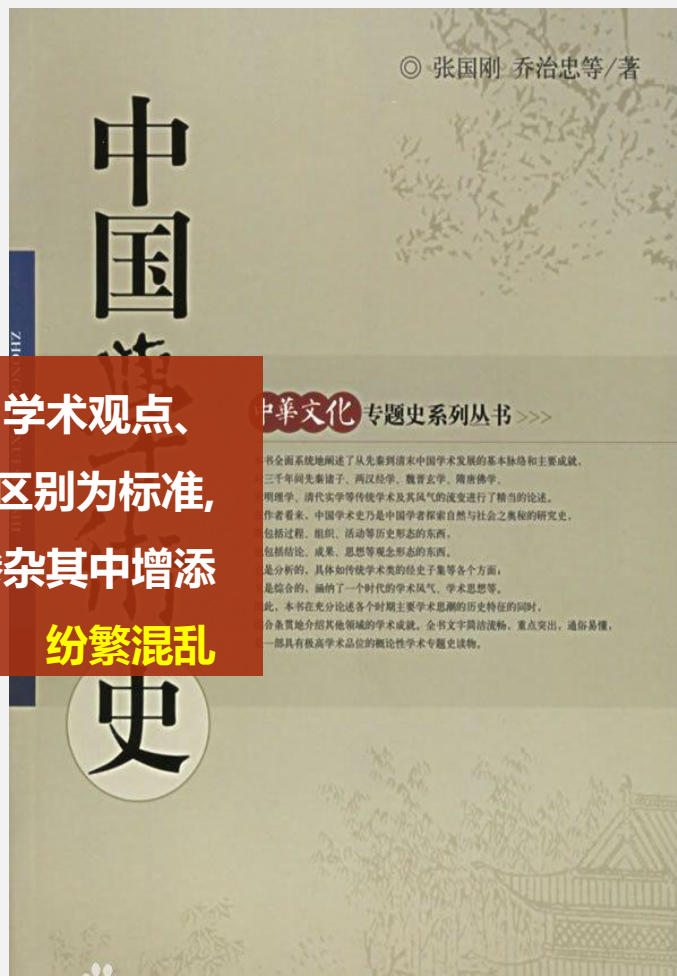 ◎ 张国刚 乔治忠等/著
中国
史
学术观点、
区别为标准,
杂其中增添
纷繁混乱
中華文化 专题史系列丛书>>>
书全面系统地阐述了从先秦到清末中国学术发展的基本脉络和主要成就,
三千年间先秦诸子、两汉经学、魏晋玄学、隋唐佛学、
明理学、清代实学等传统学术及其风气的流变进行了精当的论述。
作者看来,中国学术史乃是中国学者探索自然与社会之奥秘的研究史,
包括过程、组织、活动等历史形态的东西,
包括结论、成果、思想等观念形态的东西,
是分析的,具体如传统学术类的经史子集等各个方面;
是综合的,涵纳了一个时代的学术风气、学术思想等。
此,本书在充分论述各个时期主要学术思潮的历史特征的同时,
合条贯地介绍其他领域的学术成就。全书文字简洁流畅,重点突出,通俗易懂,
一部具有极高学术品位的概论性学术专题史读物。